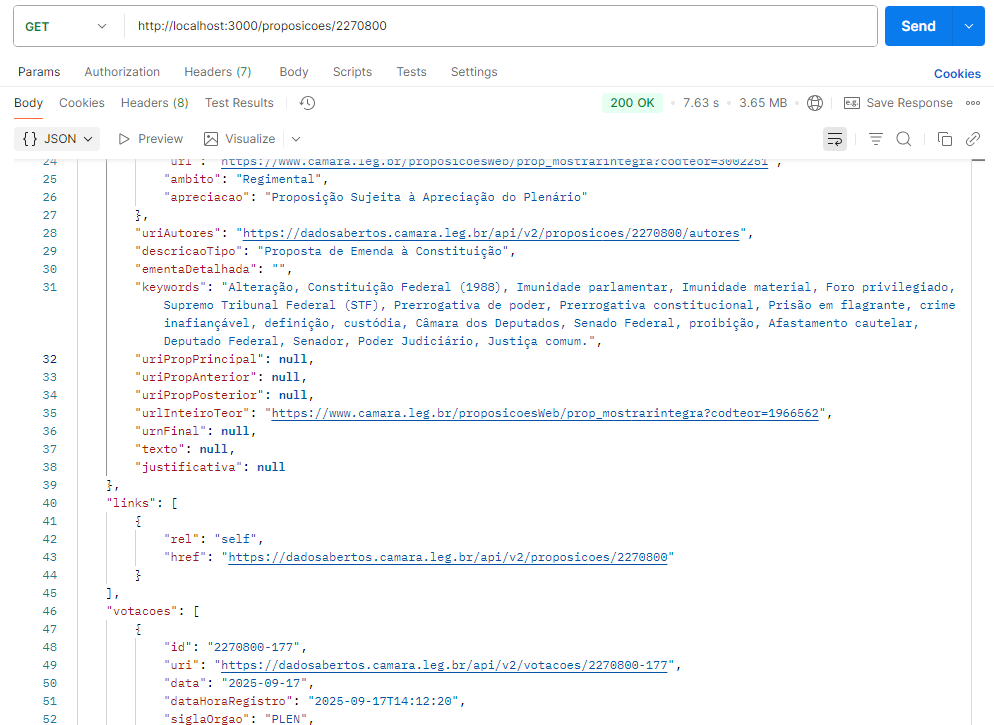 GET http://localhost:3000/proposicoes/2270800 Send
Params Authorization Headers (7) Body Scripts Tests Settings Cookies
Body Cookies Headers (8) Test Results 200 OK • 7.63 s • 3.65 MB • e.g. Save Response
{} JSON Preview Visualize
24 "url": "https://www.camara.leg.br/proposicoesWeb/prop_mostrarintegra?codteor=3002251",
25 "ambito": "Regimental",
26 "apreciacao": "Proposição Sujeita à Apreciação do Plenário"
27 },
28 "uriAutores": "https://dadosabertos.camara.leg.br/api/v2/proposicoes/2270800/autores",
29 "descricaoTipo": "Proposta de Emenda à Constituição",
30 "ementaDetalhada": "",
31 "keywords": "Alteração, Constituição Federal (1988), Imunidade parlamentar, Imunidade material, Foro privilegiado,
Supremo Tribunal Federal (STF), Prerrogativa de poder, Prerrogativa constitucional, Prisão em flagrante, crime
inafiançável, definição, custódia, Câmara dos Deputados, Senado Federal, proibição, Afastamento cautelar,
Deputado Federal, Senador, Poder Judiciário, Justiça comum.",
32 "uriPropPrincipal": null,
33 "uriPropAnterior": null,
34 "uriPropPosterior": null,
35 "urlInteiroTeor": "https://www.camara.leg.br/proposicoesWeb/prop_mostrarintegra?codteor=1966562",
36 "urnFinal": null,
37 "texto": null,
38 "justificativa": null
39 },
40 "links": [
41 {
42 "rel": "self",
43 "href": "https://dadosabertos.camara.leg.br/api/v2/proposicoes/2270800"
44 }
45 ],
46 "votacoes": [
47 {
48 "id": "2270800-177",
49 "uri": "https://dadosabertos.camara.leg.br/api/v2/votacoes/2270800-177",
50 "data": "2025-09-17",
51 "dataHoraRegistro": "2025-09-17T14:12:20",
52 "siglaOrgao": "PLEN",